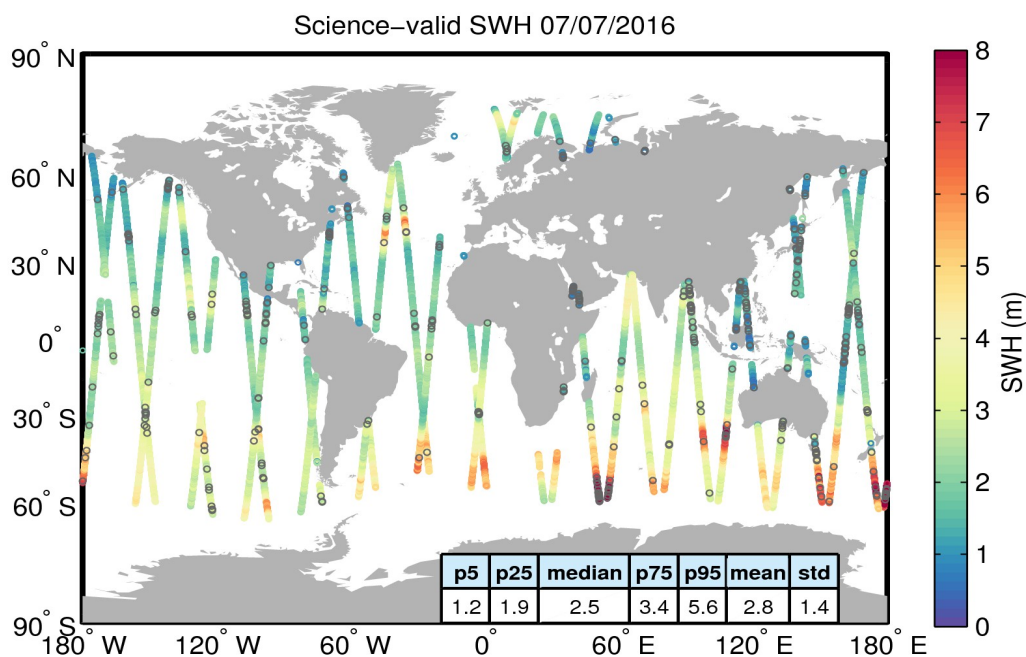 Science−valid SWH 07/07/2016
90° N
60° N
30° N
0°
30° S
60° S
90° S
180° W
120° W
60° W
0°
60° E
120° E
180° E
p5 p25 median p75 p95 mean std
1.2 1.9 2.5 3.4 5.6 2.8 1.4
8
7
6
5
4
3
2
1
0
SWH (m)